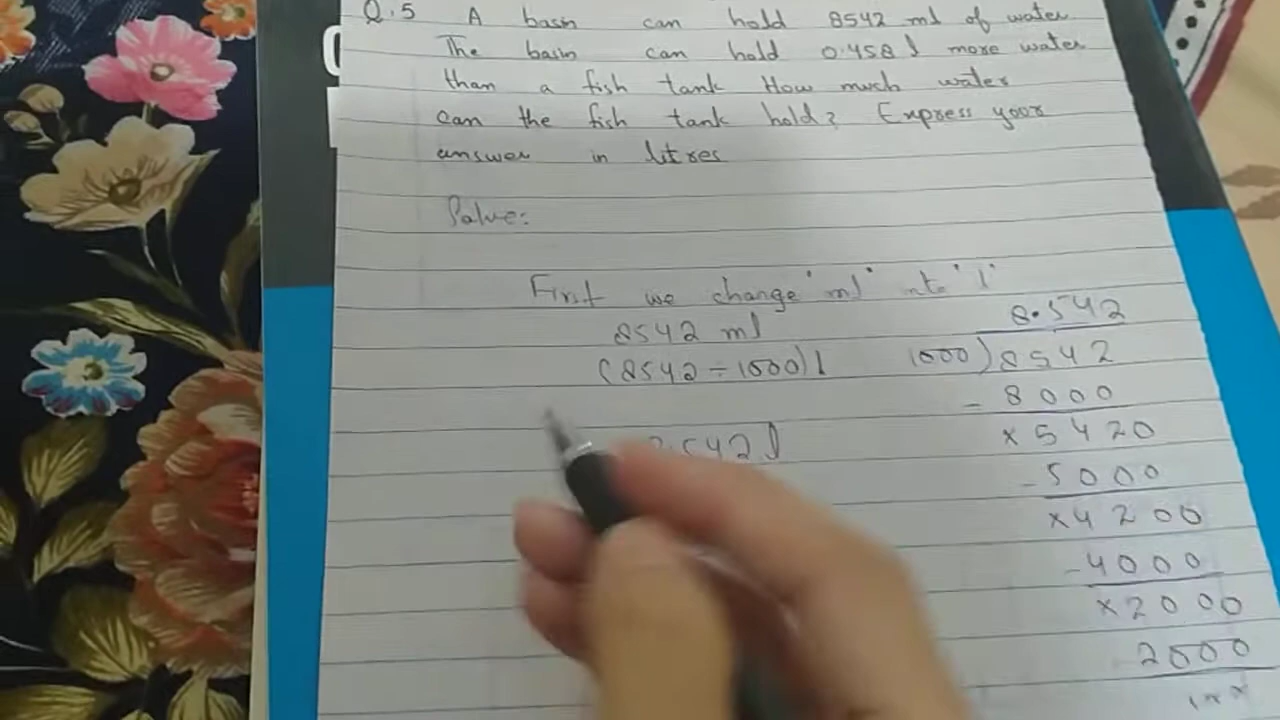 Q.5 A basin can hold 8542 ml of water
The basin can hold 0.458 l more water
than a fish tank How much water
can the fish tank hold? Express your
answer in litres
Solve:
First we change "ml" into "l"
8542 ml
(8542 ÷ 1000) l
.542 l
8.542
1000)8542
- 8000
×5420
- 5000
×4200
- 4000
×2000
2000
×××